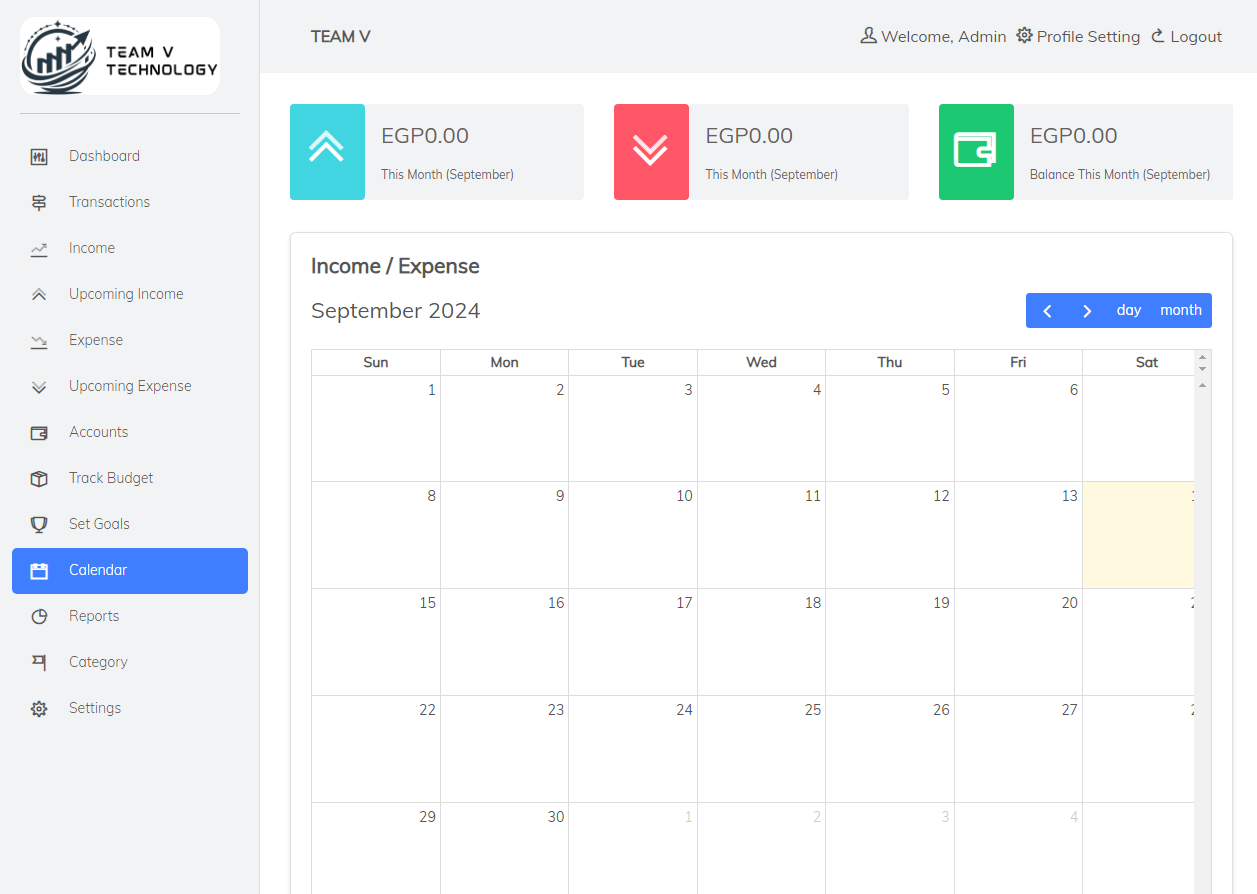 TEAM V
TECHNOLOGY
Dashboard
Transactions
Income
Upcoming Income
Expense
Upcoming Expense
Accounts
Track Budget
Set Goals
Calendar
Reports
Category
Settings
TEAM V
Welcome, Admin Profile Setting Logout
EGP0.00
This Month (September)
EGP0.00
This Month (September)
EGP0.00
Balance This Month (September)
Income / Expense
September 2024
day month
Sun Mon Tue Wed Thu Fri Sat
1 2 3 4 5 6
8 9 10 11 12 13
15 16 17 18 19 20
22 23 24 25 26 27
29 30 1 2 3 4